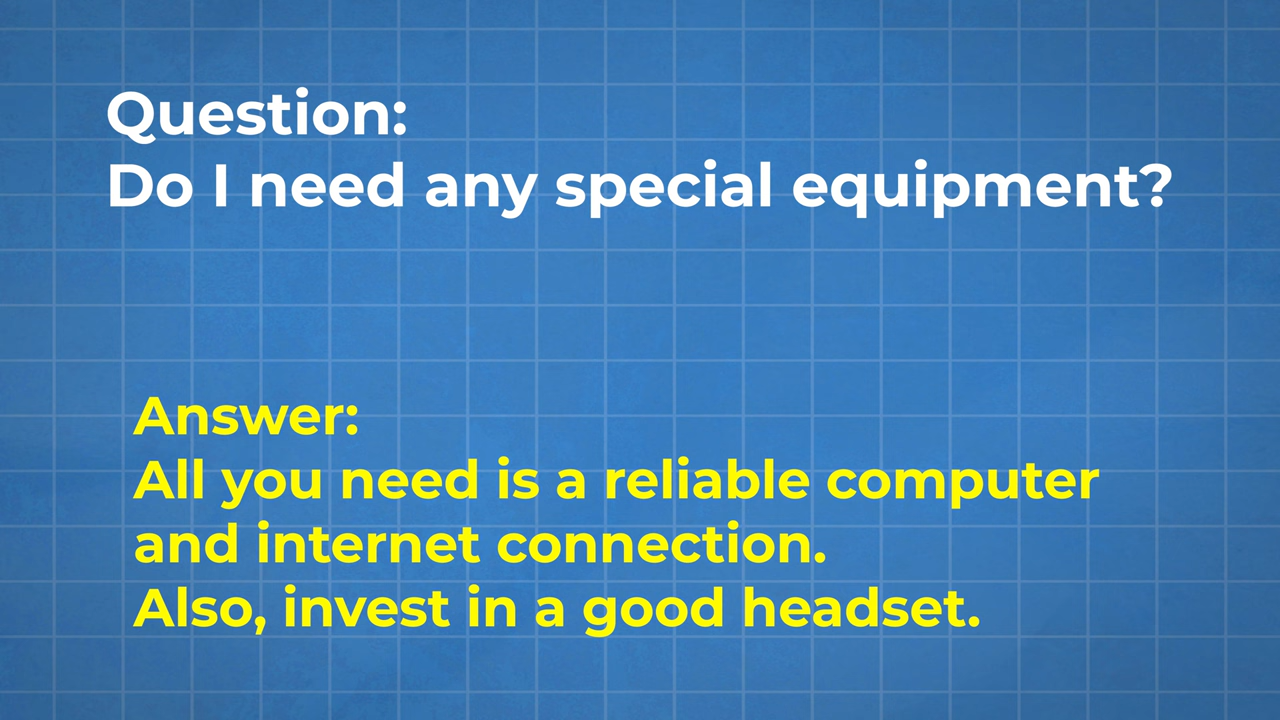 Question:
Do I need any special equipment?
Answer:
All you need is a reliable computer
and internet connection.
Also, invest in a good headset.